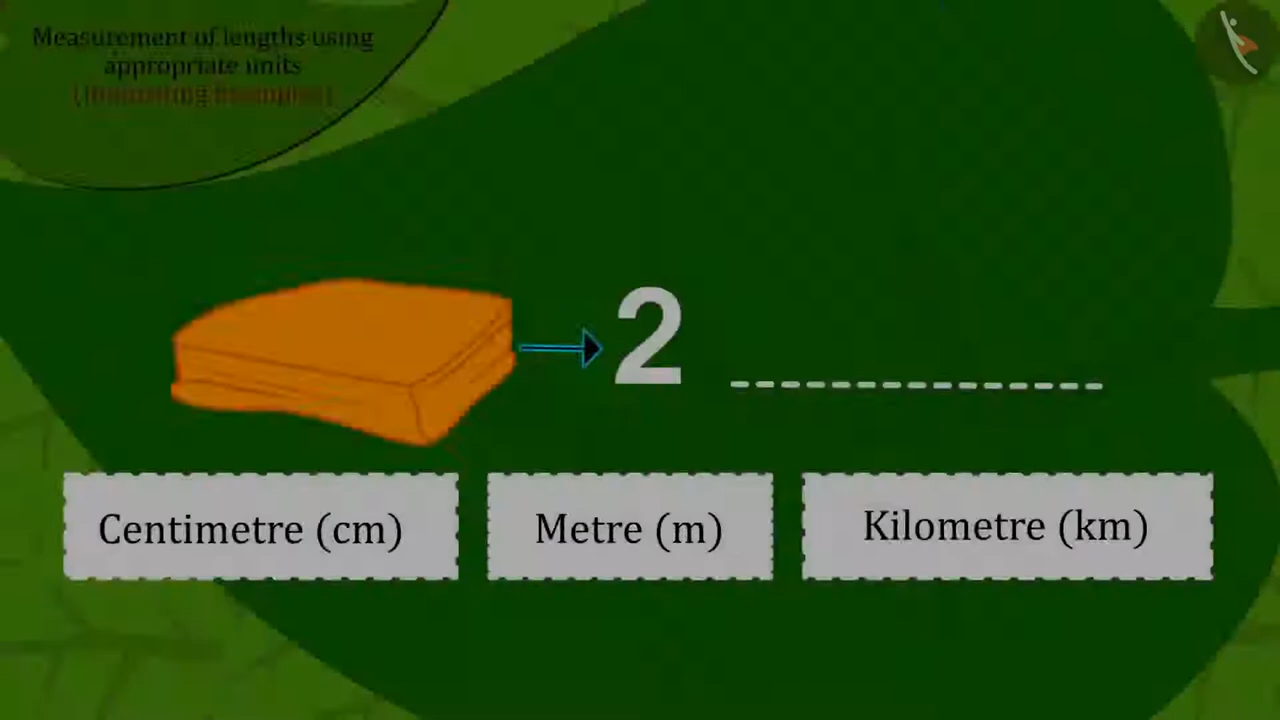 Measurement of lengths using
appropriate units
2
Centimetre (cm)
Metre (m)
Kilometre (km)